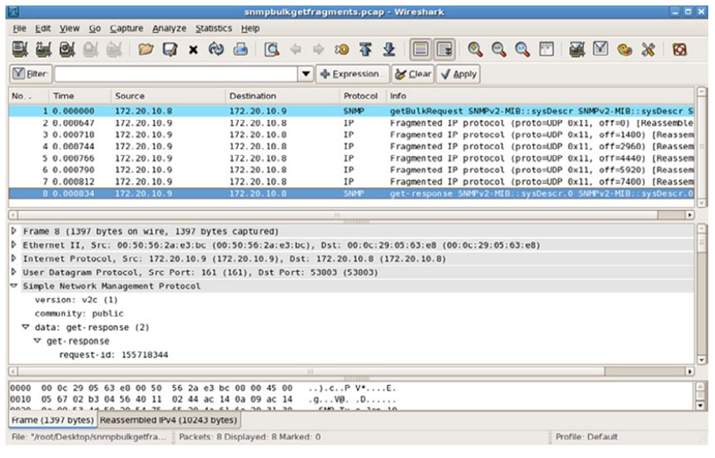 snmpbulkgetfragments.pcap - Wireshark
File Edit View Go Capture Analyze Statistics Help
Filter: Expression... Clear Apply
No. . Time Source Destination Protocol Info
1 0.000000 172.20.10.8 172.20.10.9 SNMP getBulkRequest SNMPv2-MIB::sysDescr SNMPv2-MIB::sysDescr S
2 0.000647 172.20.10.9 172.20.10.8 IP Fragmented IP protocol (proto=UDP 0x11, off=0) [Reassemble
3 0.000718 172.20.10.9 172.20.10.8 IP Fragmented IP protocol (proto=UDP 0x11, off=1480) [Reassem
4 0.000744 172.20.10.9 172.20.10.8 IP Fragmented IP protocol (proto=UDP 0x11, off=2960) [Reassem
5 0.000766 172.20.10.9 172.20.10.8 IP Fragmented IP protocol (proto=UDP 0x11, off=4440) [Reassem
6 0.000790 172.20.10.9 172.20.10.8 IP Fragmented IP protocol (proto=UDP 0x11, off=5920) [Reassem
7 0.000812 172.20.10.9 172.20.10.8 IP Fragmented IP protocol (proto=UDP 0x11, off=7400) [Reassem
8 0.000834 172.20.10.9 172.20.10.8 SNMP get-response SNMPv2-MIB::sysDescr.0 SNMPv2-MIB::sysDescr.0
Frame 8 (1397 bytes on wire, 1397 bytes captured)
Ethernet II, Src: 00:50:56:2a:e3:bc (00:50:56:2a:e3:bc), Dst: 00:0c:29:05:63:e8 (00:0c:29:05:63:e8)
Internet Protocol, Src: 172.20.10.9 (172.20.10.9), Dst: 172.20.10.8 (172.20.10.8)
User Datagram Protocol, Src Port: 161 (161), Dst Port: 53803 (53803)
Simple Network Management Protocol
version: v2c (1)
community: public
data: get-response (2)
get-response
request-id: 155718344
0000 00 0c 29 05 63 e8 00 50 56 2a e3 bc 08 00 45 00 ..).c..P V*....E.
0010 05 67 02 b3 04 56 40 11 02 44 ac 14 0a 09 ac 14 .g...V@. .D......
Frame (1397 bytes) Reassembled IPv4 (10243 bytes)
File: "/root/Desktop/snmpbulkgetfra... Packets: 8 Displayed: 8 Marked: 0 Profile: Default